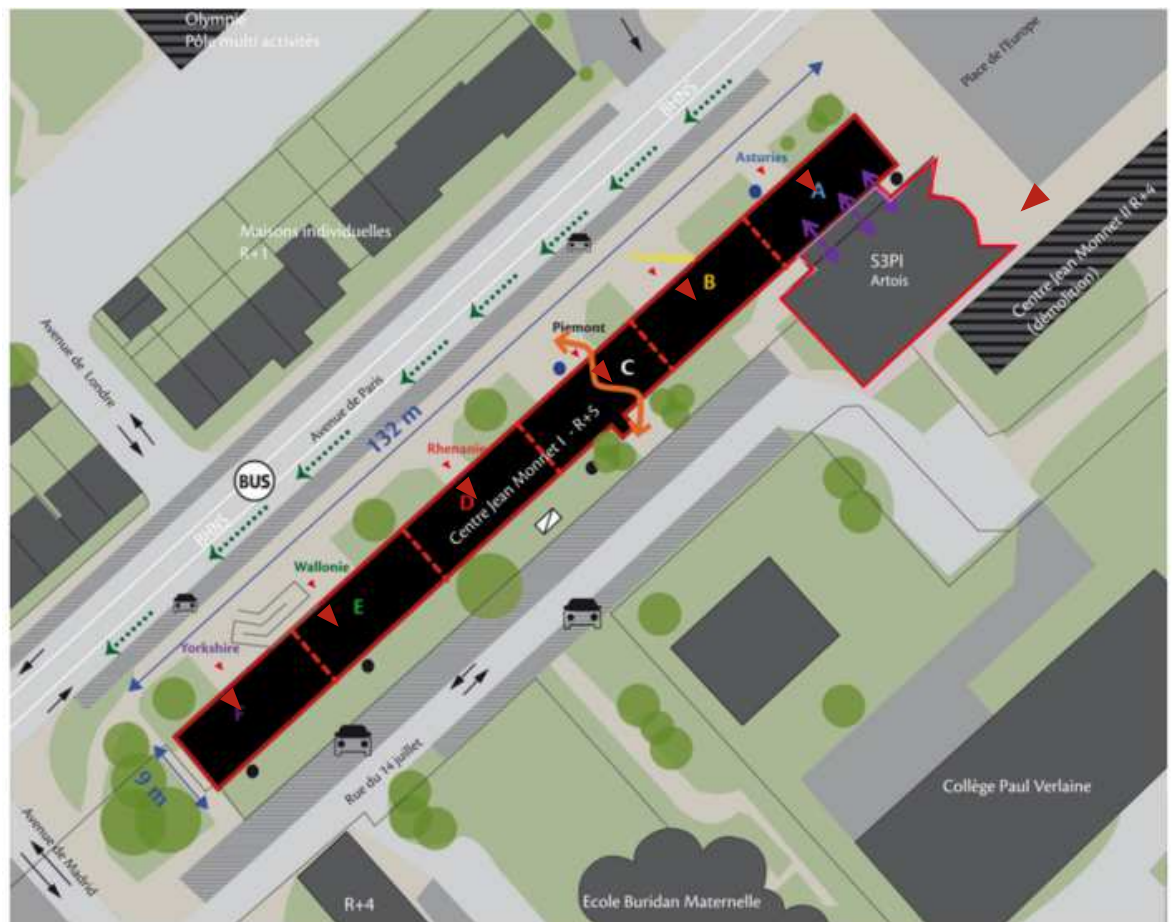 Olympie
Pôle multi activités
Place de l'Europe
BHNS
Asturies
A
Maisons individuelles
R+1
S3PI
Artois
Centre Jean Monnet II R+4
(démolition)
B
Piemont
C
Avenue de Londre
Avenue de Paris
132 m
Rhenanie
D
Centre Jean Monnet I - R+5
BUS
BHNS
Wallonie
E
Yorkshire
F
9 m
Rue du 14 juillet
Collège Paul Verlaine
Avenue de Madrid
R+4
Ecole Buridan Maternelle